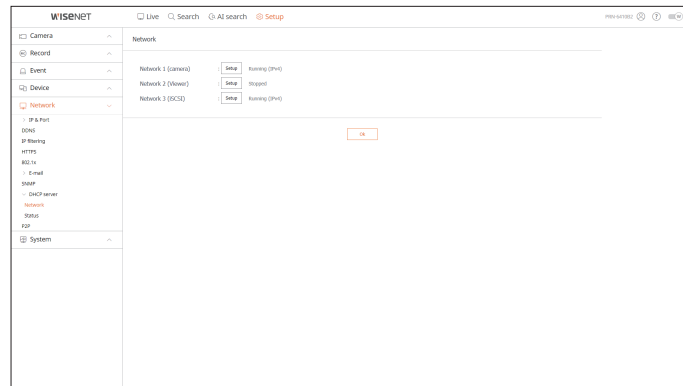 WISENET
Live Search AI search Setup
PRN-6410B2
Camera
Record
Event
Device
Network
IP & Port
DDNS
IP filtering
HTTPS
802.1x
E-mail
SNMP
DHCP server
Network
Status
P2P
System
Network
Network 1 (camera) : Setup Running (IPv4)
Network 2 (Viewer) : Setup Stopped
Network 3 (iSCSI) : Setup Running (IPv4)
Ok